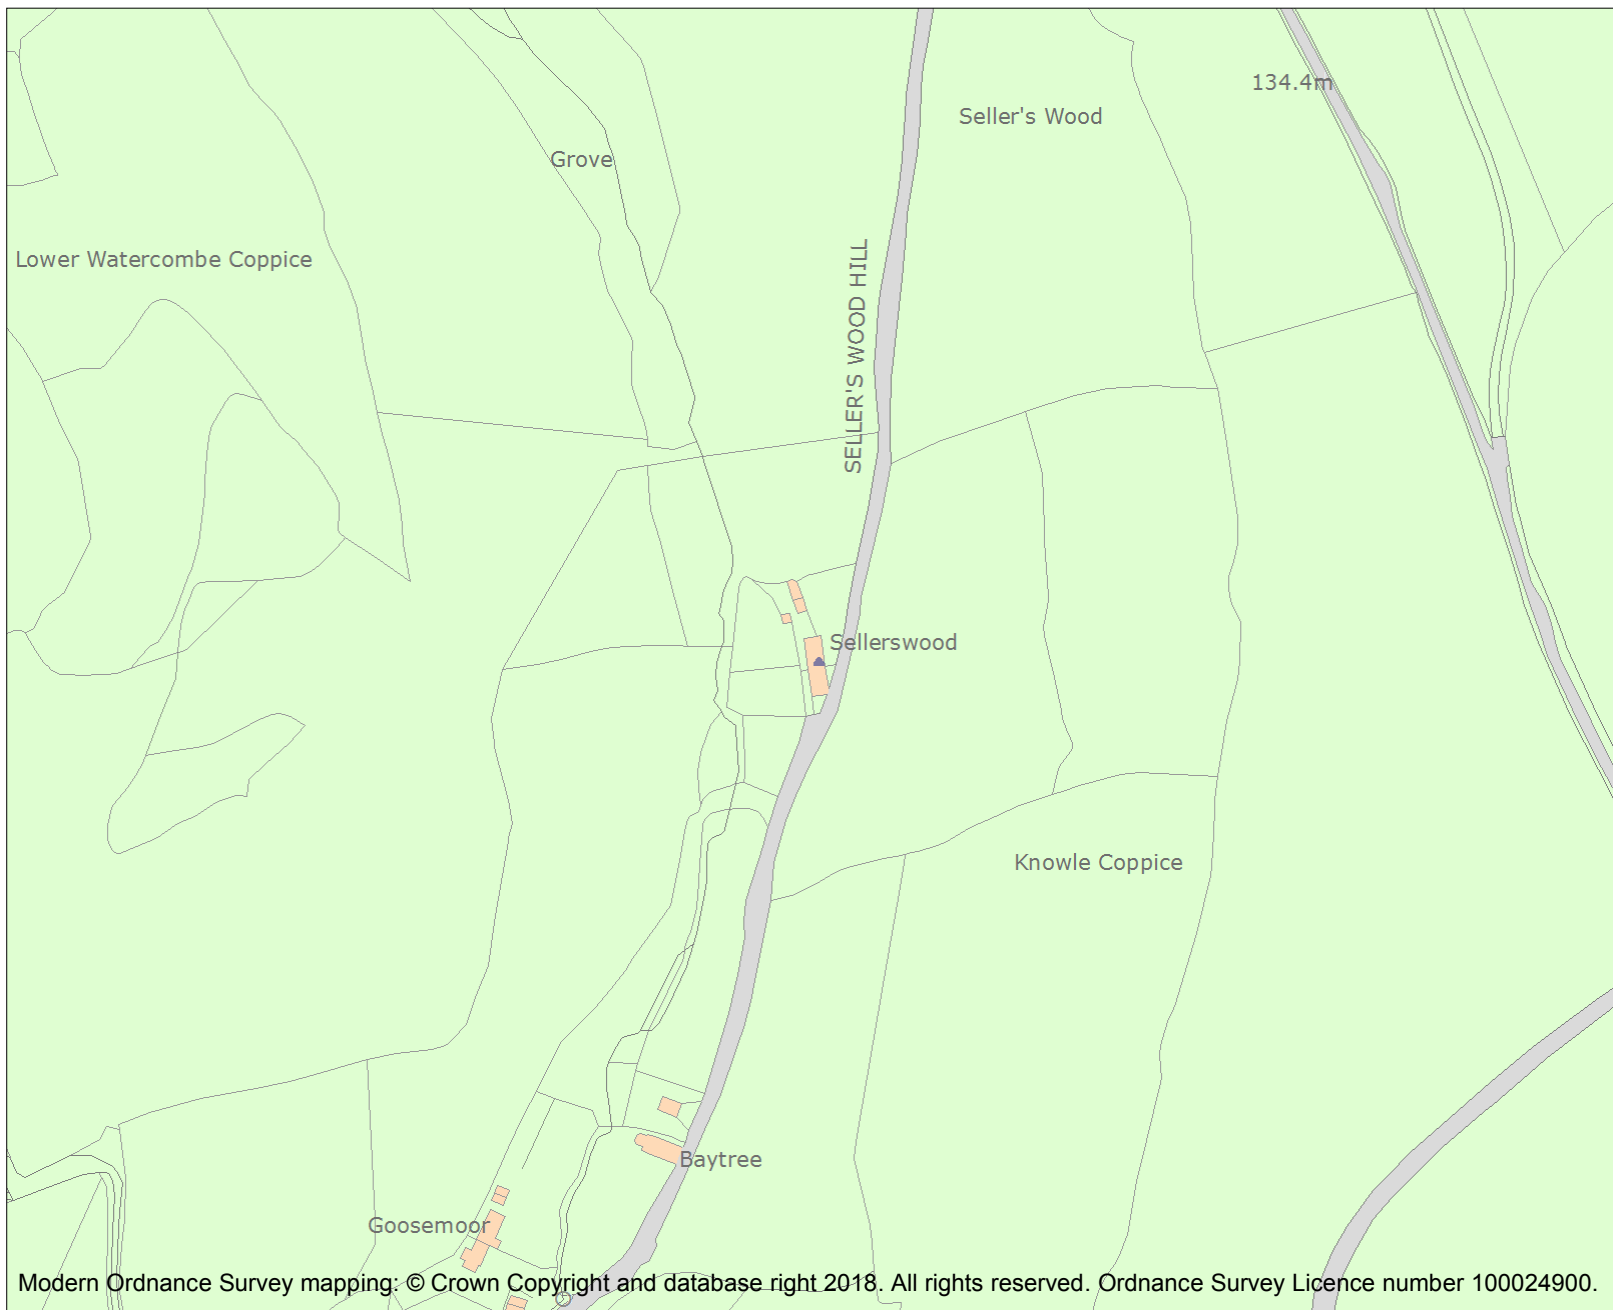 134.4m
Seller's Wood
Grove
Lower Watercombe Coppice
SELLER'S WOOD HILL
Sellerswood
Knowle Coppice
Baytree
Goosemoor
Modern Ordnance Survey mapping: © Crown Copyright and database right 2018. All rights reserved. Ordnance Survey Licence number 100024900.